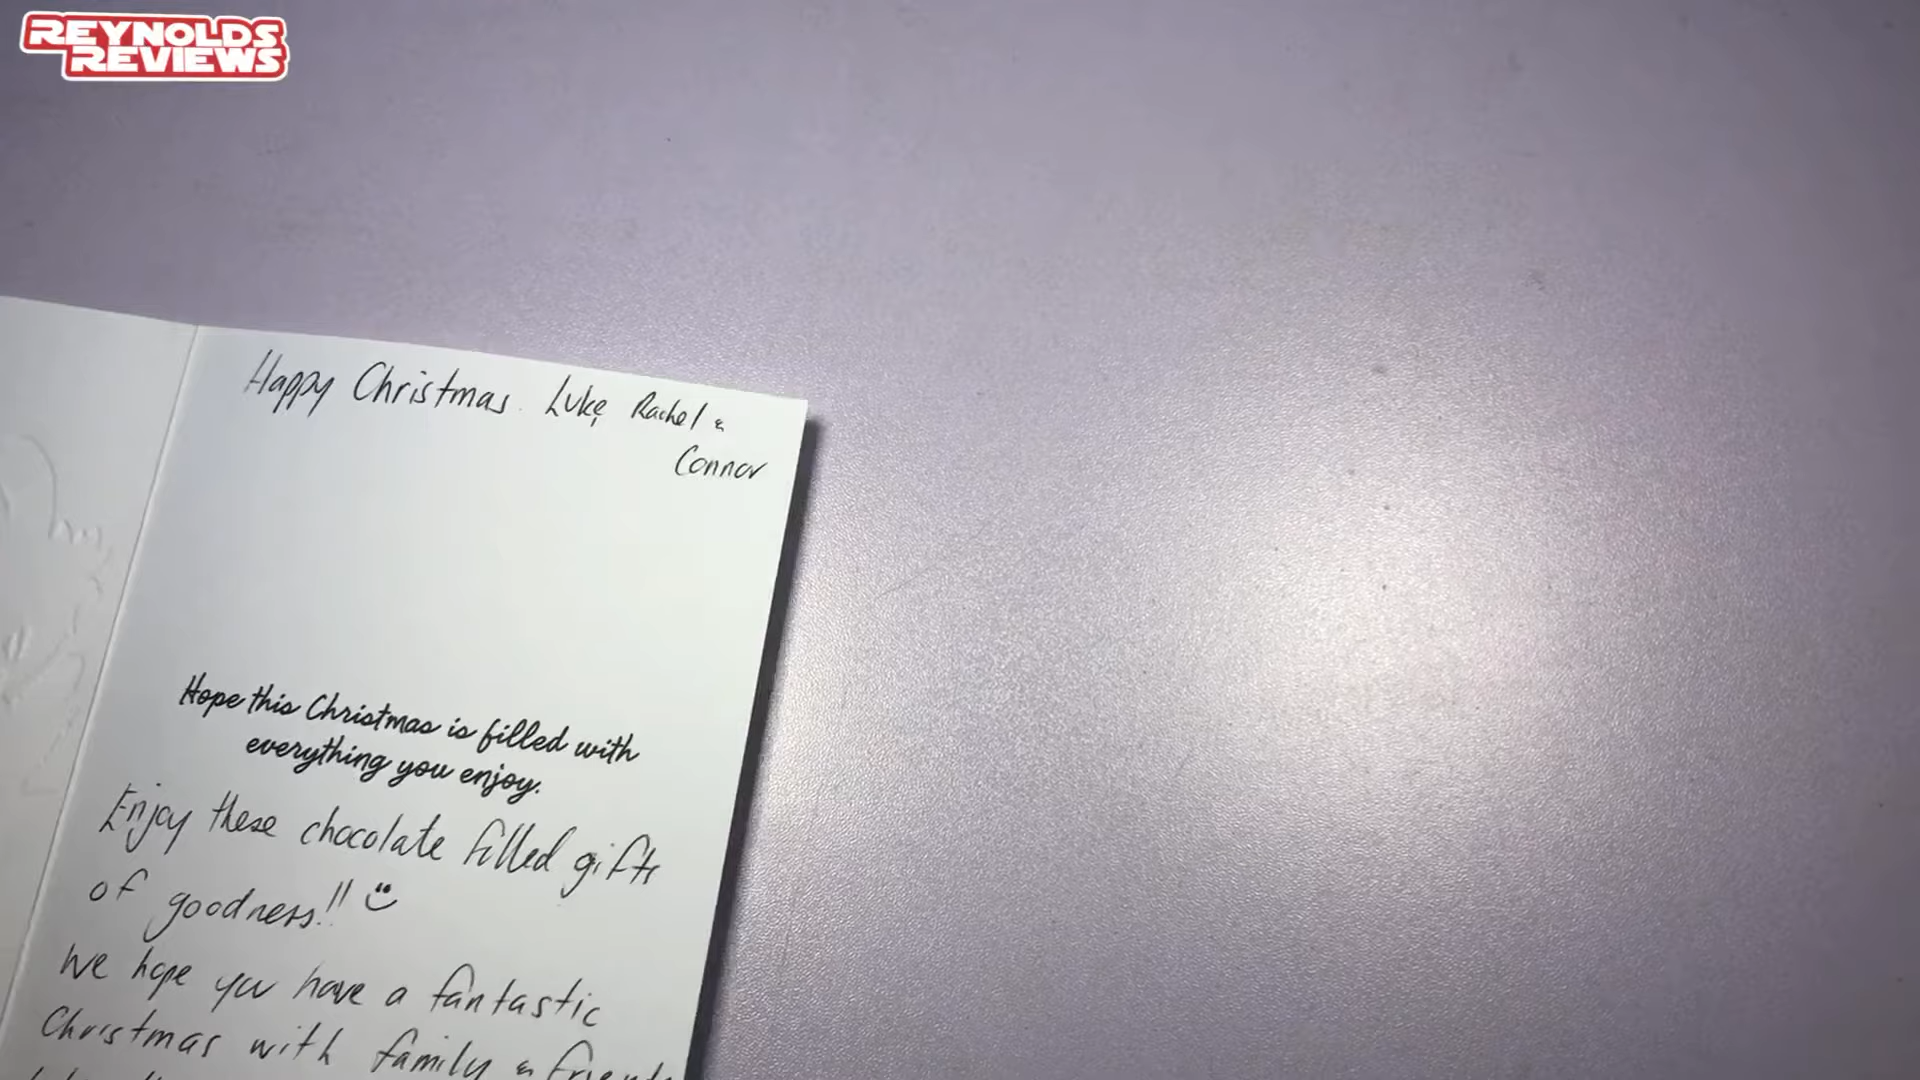 REYNOLDS
REVIEWS
Happy Christmas. Luke, Rachel &
Connor
Hope this Christmas is filled with
everything you enjoy.
Enjoy these chocolate filled gifts
of goodness!! :)
We hope you have a fantastic
Christmas with family & friends